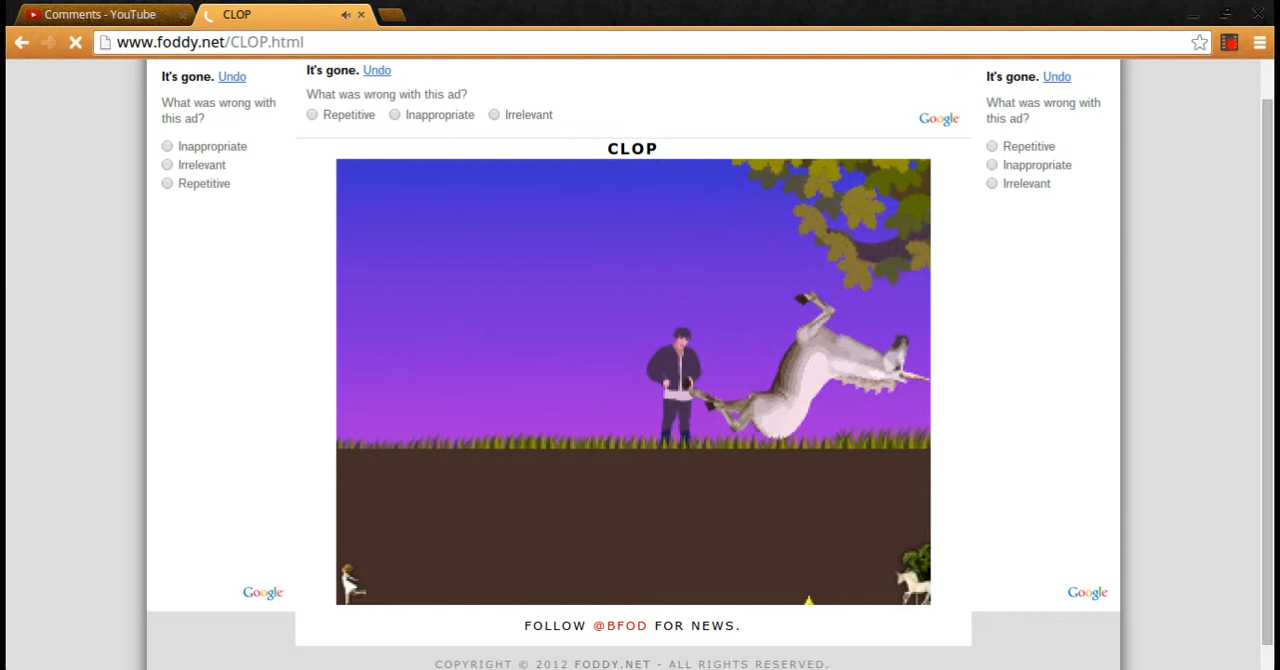 Comments - YouTube
CLOP
www.foddy.net/CLOP.html
It's gone. Undo
What was wrong with
this ad?
Inappropriate
Irrelevant
Repetitive
Google
It's gone. Undo
What was wrong with this ad?
Repetitive Inappropriate Irrelevant
Google
It's gone. Undo
What was wrong with
this ad?
Repetitive
Inappropriate
Irrelevant
Google
CLOP
FOLLOW @BFOD FOR NEWS.
COPYRIGHT © 2012 FODDY.NET - ALL RIGHTS RESERVED.